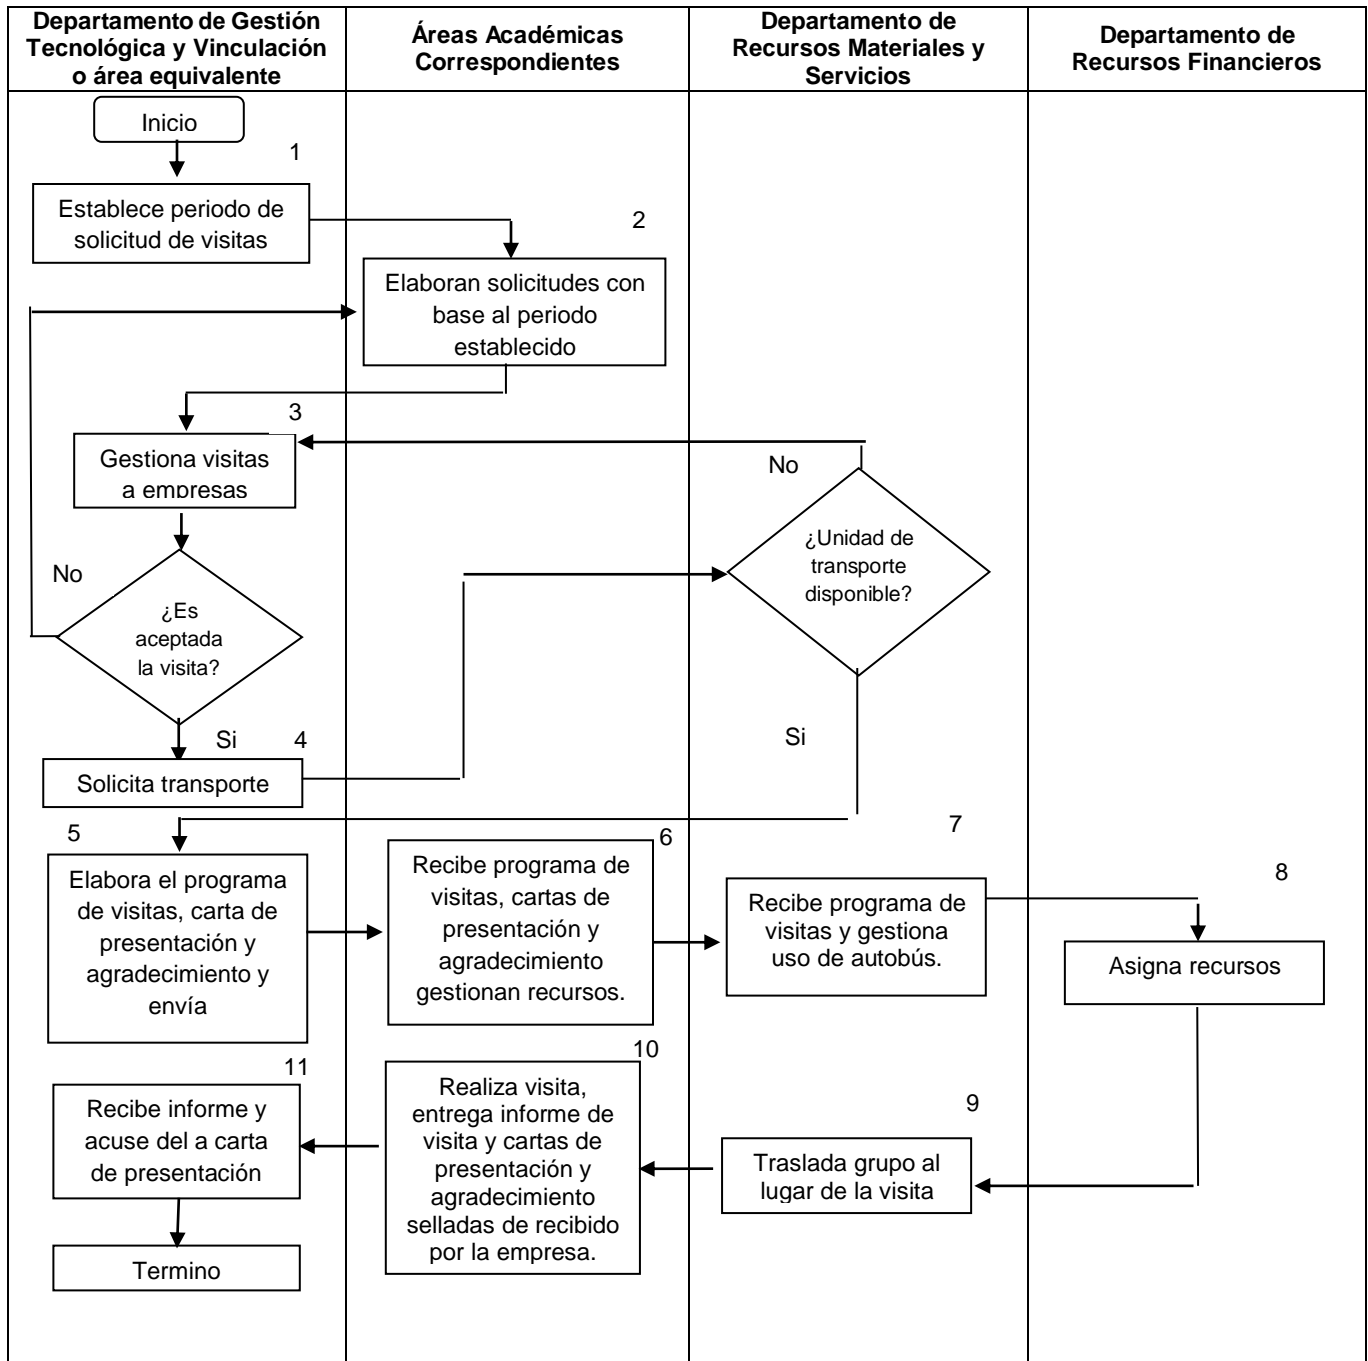 Departamento de Gestión
Tecnológica y Vinculación
o área equivalente
Áreas Académicas
Correspondientes
Departamento de
Recursos Materiales y
Servicios
Departamento de
Recursos Financieros
Inicio
1
Establece periodo de
solicitud de visitas
2
Elaboran solicitudes con
base al periodo
establecido
3
Gestiona visitas
a empresas
No
¿Unidad de
transporte
disponible?
No
¿Es
aceptada
la visita?
Si
4
Si
Solicita transporte
5
Elabora el programa
de visitas, carta de
presentación y
agradecimiento y
envía
6
Recibe programa de
visitas, cartas de
presentación y
agradecimiento
gestionan recursos.
7
Recibe programa de
visitas y gestiona
uso de autobús.
8
Asigna recursos
9
Traslada grupo al
lugar de la visita
10
Realiza visita,
entrega informe de
visita y cartas de
presentación y
agradecimiento
selladas de recibido
por la empresa.
11
Recibe informe y
acuse del a carta
de presentación
Termino